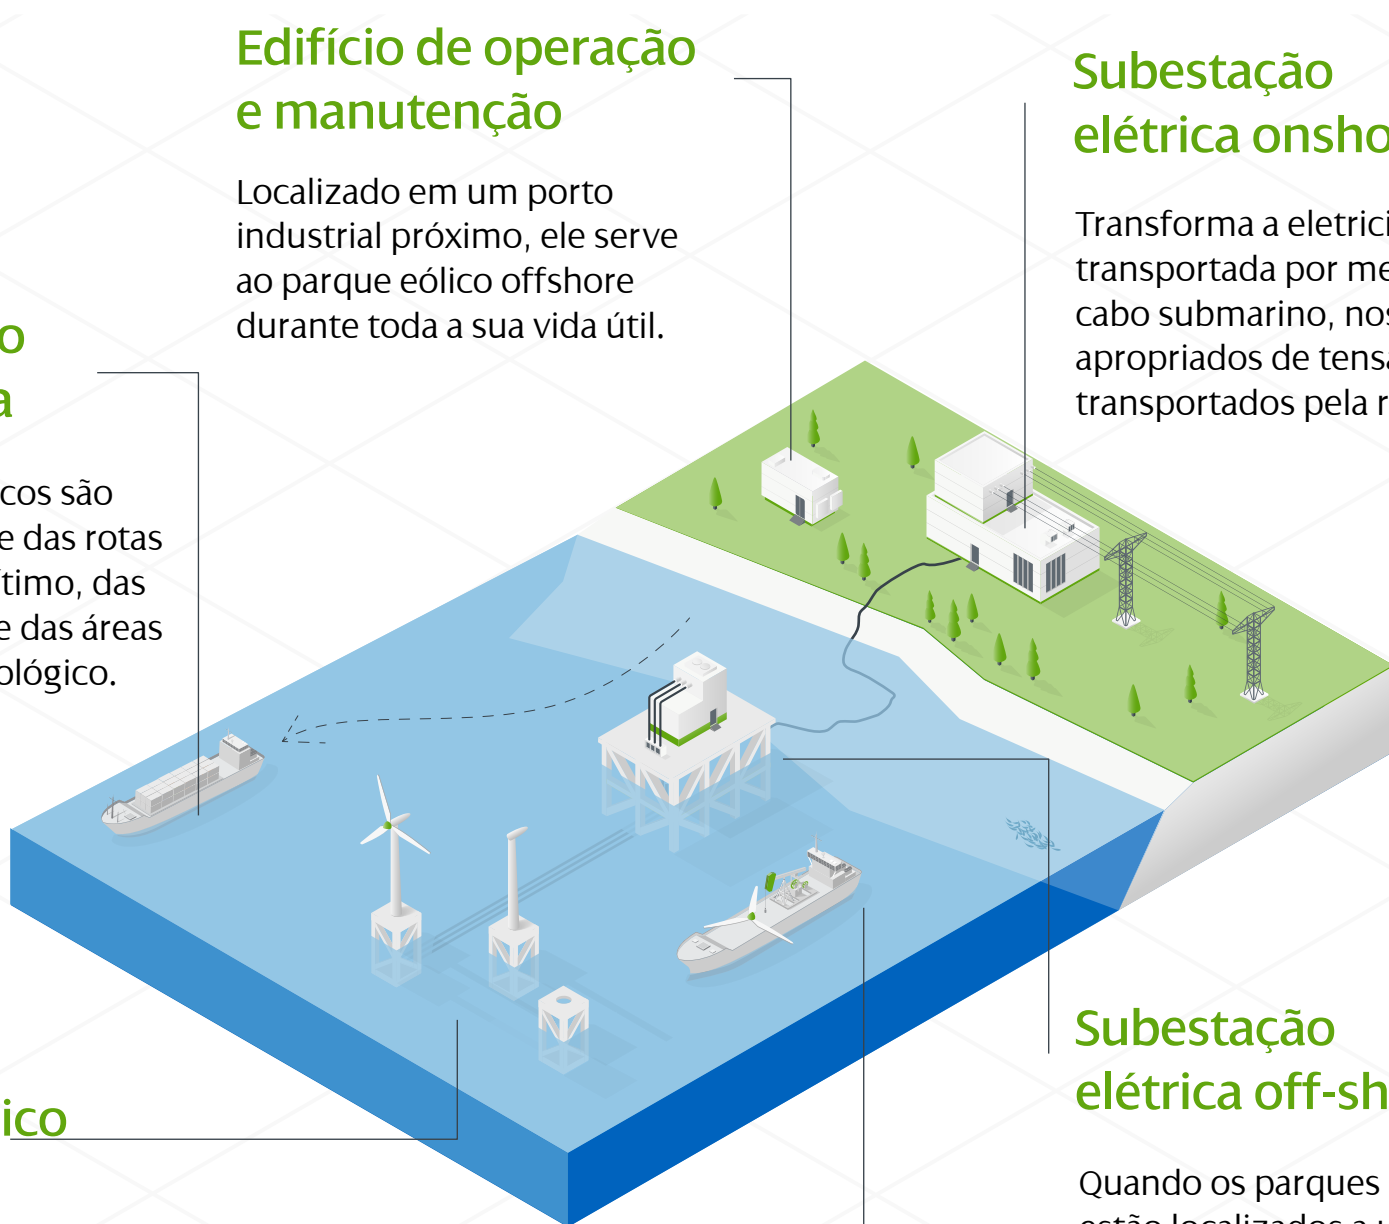 Edifício de operação
e manutenção
Localizado em um porto
industrial próximo, ele serve
ao parque eólico offshore
durante toda a sua vida útil.
Subestação
elétrica onsho
Transforma a eletrici
transportada por me
cabo submarino, nos
apropriados de tensa
transportados pela r
o
a
cos são
e das rotas
timo, das
e das áreas
ológico.
ico
Subestação
elétrica off-sh
Quando os parques